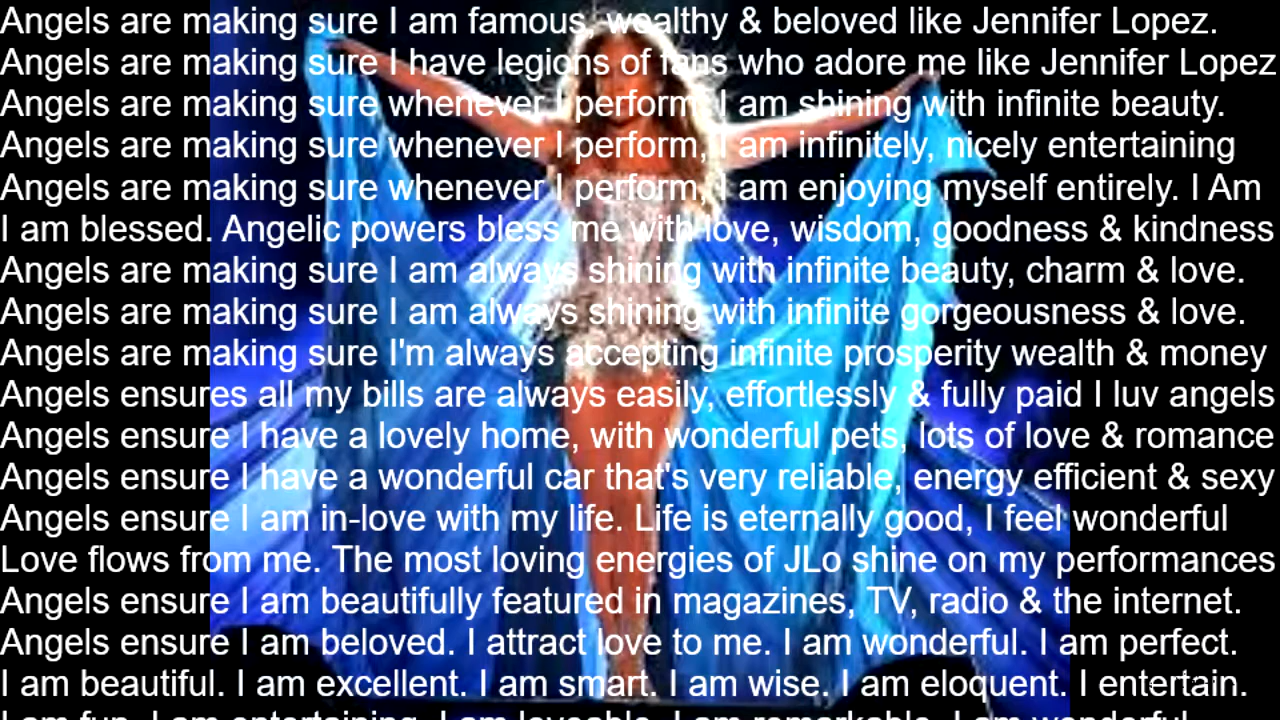 Angels are making sure I am famous, wealthy & beloved like Jennifer Lopez.
Angels are making sure I have legions of fans who adore me like Jennifer Lopez
Angels are making sure whenever I perform, I am shining with infinite beauty.
Angels are making sure whenever I perform, I am infinitely, nicely entertaining
Angels are making sure whenever I perform, I am enjoying myself entirely. I Am
I am blessed. Angelic powers bless me with love, wisdom, goodness & kindness
Angels are making sure I am always shining with infinite beauty, charm & love.
Angels are making sure I am always shining with infinite gorgeousness & love.
Angels are making sure I'm always accepting infinite prosperity wealth & money
Angels ensures all my bills are always easily, effortlessly & fully paid I luv angels
Angels ensure I have a lovely home, with wonderful pets, lots of love & romance
Angels ensure I have a wonderful car that's very reliable, energy efficient & sexy
Angels ensure I am in-love with my life. Life is eternally good, I feel wonderful
Love flows from me. The most loving energies of JLo shine on my performances
Angels ensure I am beautifully featured in magazines, TV, radio & the internet.
Angels ensure I am beloved. I attract love to me. I am wonderful. I am perfect.
I am beautiful. I am excellent. I am smart. I am wise. I am eloquent. I entertain.
I am fun. I am entertaining. I am loveable. I am remarkable. I am wonderful